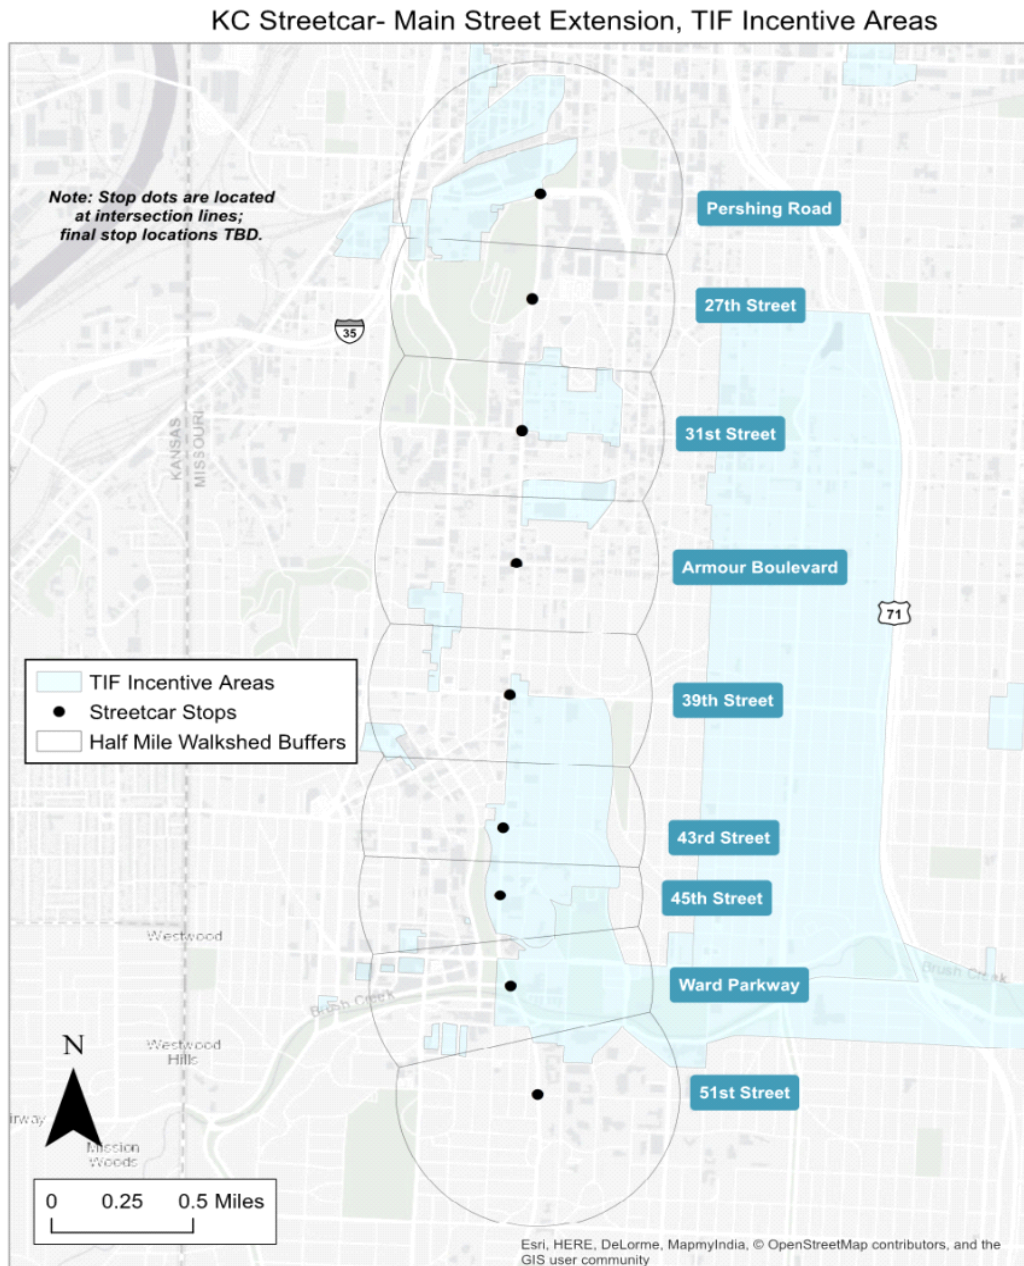 KC Streetcar- Main Street Extension, TIF Incentive Areas
Note: Stop dots are located
at intersection lines;
final stop locations TBD.
Pershing Road
27th Street
35
31st Street
KANSAS
MISSOURI
Armour Boulevard
71
TIF Incentive Areas
Streetcar Stops
Half Mile Walkshed Buffers
39th Street
43rd Street
45th Street
Westwood
Brush Creek
Ward Parkway
Brush Creek
N
Westwood
Hills
51st Street
irway
Mission
Woods
0 0.25 0.5 Miles
Esri, HERE, DeLorme, MapmyIndia, © OpenStreetMap contributors, and the
GIS user community